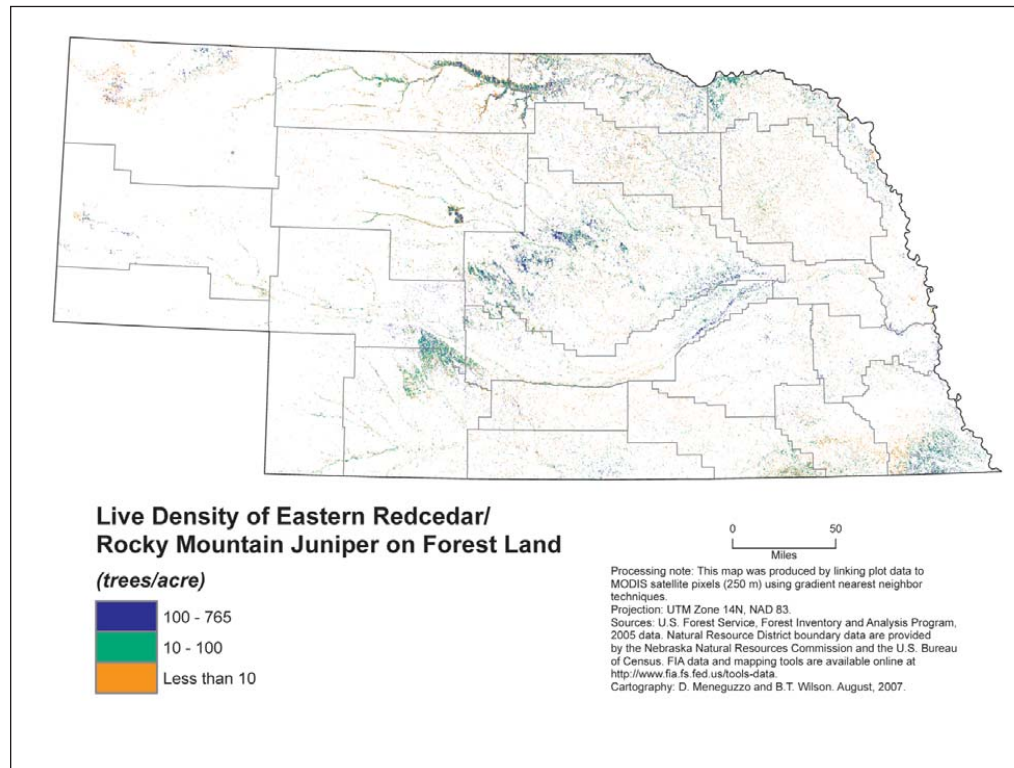 Live Density of Eastern Redcedar/
Rocky Mountain Juniper on Forest Land
(trees/acre)
100 - 765
10 - 100
Less than 10
0 50
Miles
Processing note: This map was produced by linking plot data to
MODIS satellite pixels (250 m) using gradient nearest neighbor
techniques.
Projection: UTM Zone 14N, NAD 83.
Sources: U.S. Forest Service, Forest Inventory and Analysis Program,
2005 data. Natural Resource District boundary data are provided
by the Nebraska Natural Resources Commission and the U.S. Bureau
of Census. FIA data and mapping tools are available online at
http://www.fia.fs.fed.us/tools-data.
Cartography: D. Meneguzzo and B.T. Wilson. August, 2007.